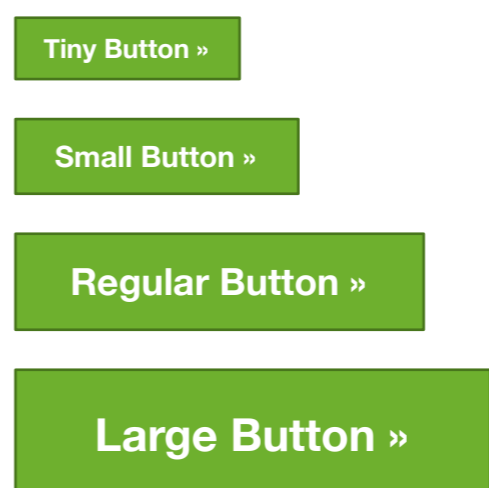 Tiny Button »
Small Button »
Regular Button »
Large Button »